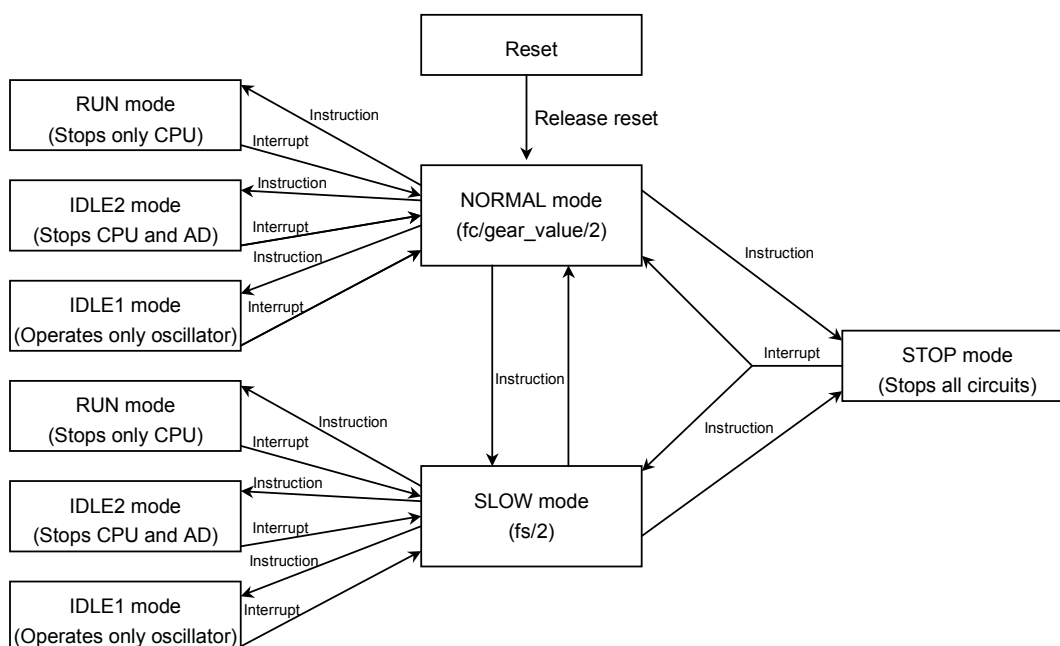 Reset
Release reset
RUN mode
(Stops only CPU)
Instruction
Interrupt
IDLE2 mode
(Stops CPU and AD)
Instruction
Interrupt
IDLE1 mode
(Operates only oscillator)
Instruction
Interrupt
NORMAL mode
(fc/gear_value/2)
Instruction
Instruction
Interrupt
STOP mode
(Stops all circuits)
Instruction
RUN mode
(Stops only CPU)
Instruction
Interrupt
IDLE2 mode
(Stops CPU and AD)
Instruction
Interrupt
IDLE1 mode
(Operates only oscillator)
Instruction
Interrupt
SLOW mode
(fs/2)